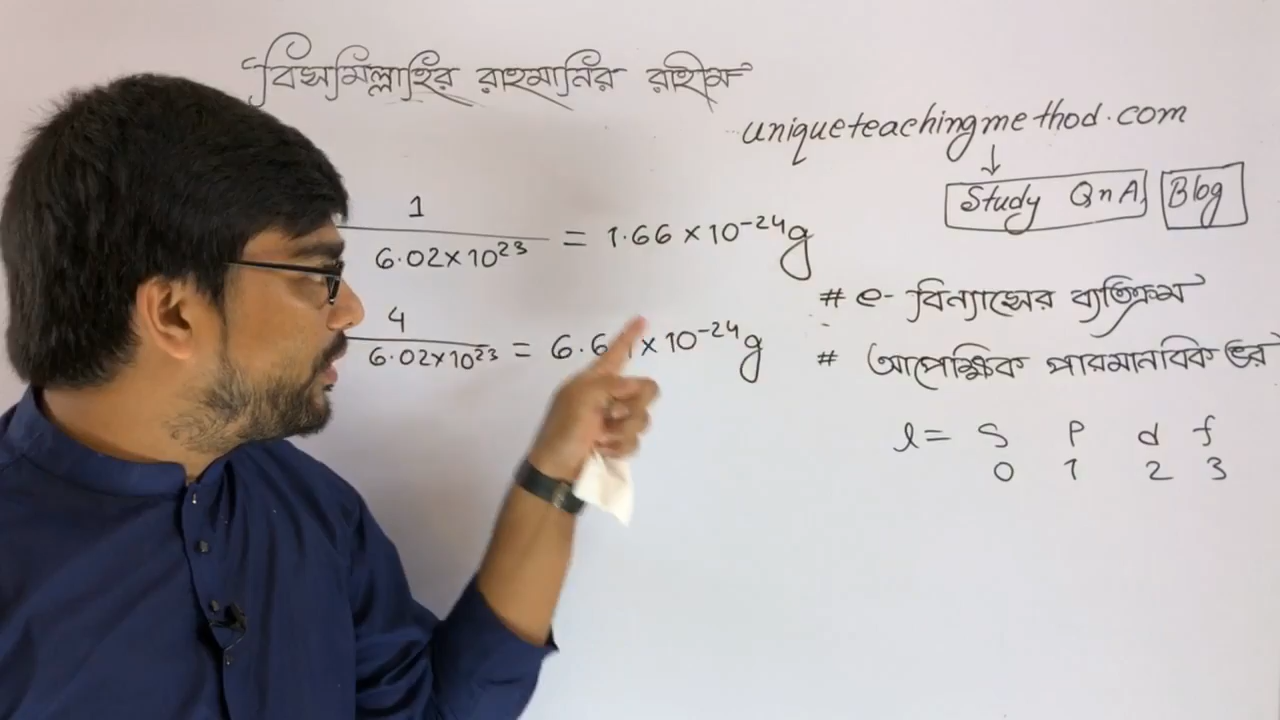 বিসমিল্লাহির রাহমানির রাহীম
uniqueteachingmethod.com
↓
Study QnA Blog
1
6.02×10²³ = 1.66×10⁻²⁴g
# e- বিন্যাসের ব্যতিক্রম
4
6.02×10²³ = 6.6 ×10⁻²⁴g
# আপেক্ষিক পারমানবিক ভর
l= s p d f
0 1 2 3